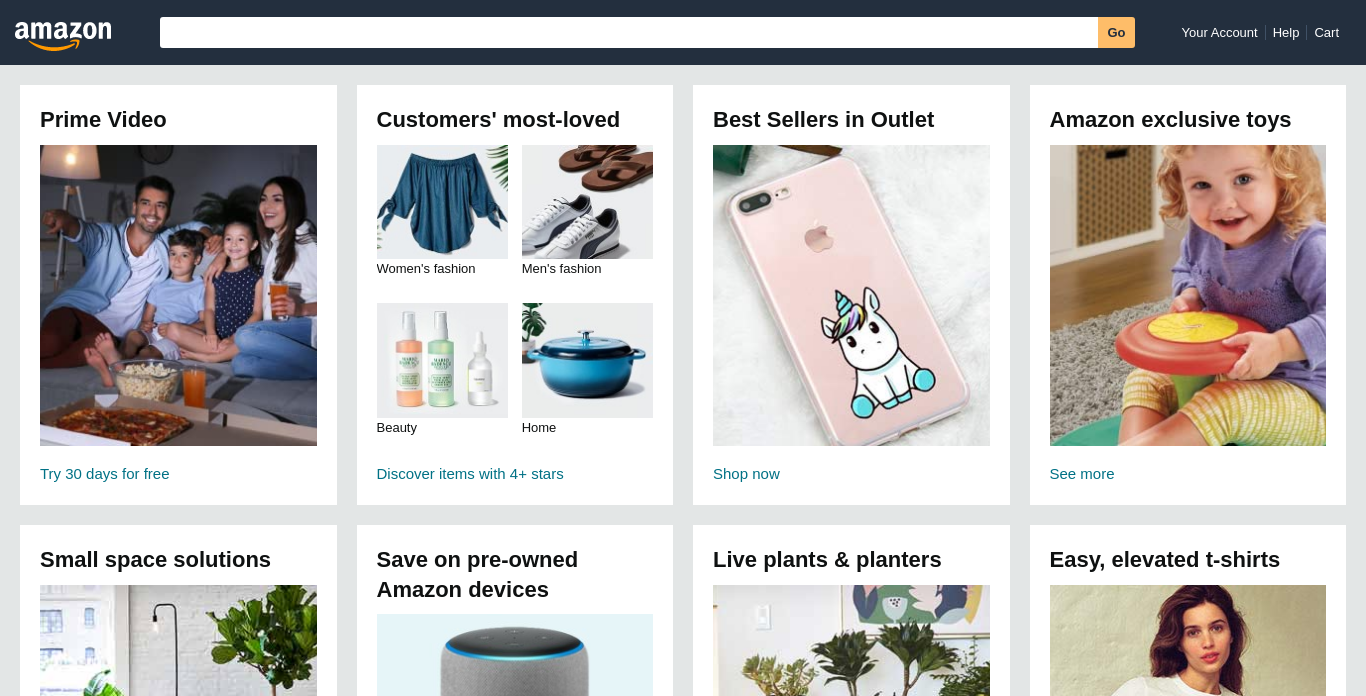 amazon
Go
Your Account
Help
Cart
Prime Video
Try 30 days for free
Customers' most-loved
Women's fashion
Men's fashion
Beauty
Home
Discover items with 4+ stars
Best Sellers in Outlet
Shop now
Amazon exclusive toys
See more
Small space solutions
Save on pre-owned
Amazon devices
Live plants & planters
Easy, elevated t-shirts